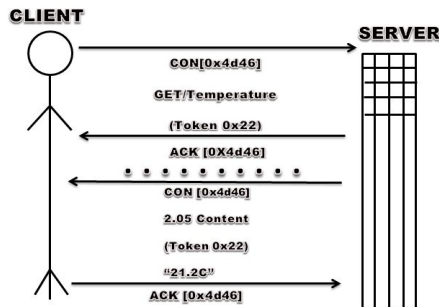 CLIENT
SERVER
CON[0x4d46]
GET/Temperature
(Token 0x22)
ACK [0X4d46]
CON [0x4d46]
2.05 Content
(Token 0x22)
“21.2C”
ACK [0x4d46]